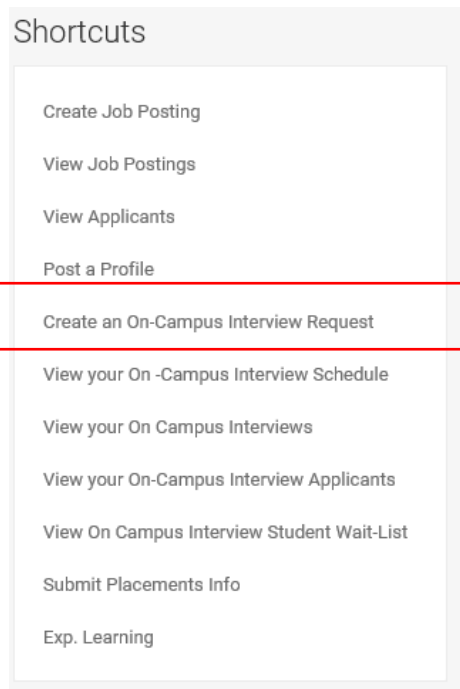 Shortcuts
Create Job Posting
View Job Postings
View Applicants
Post a Profile
Create an On-Campus Interview Request
View your On -Campus Interview Schedule
View your On Campus Interviews
View your On-Campus Interview Applicants
View On Campus Interview Student Wait-List
Submit Placements Info
Exp. Learning